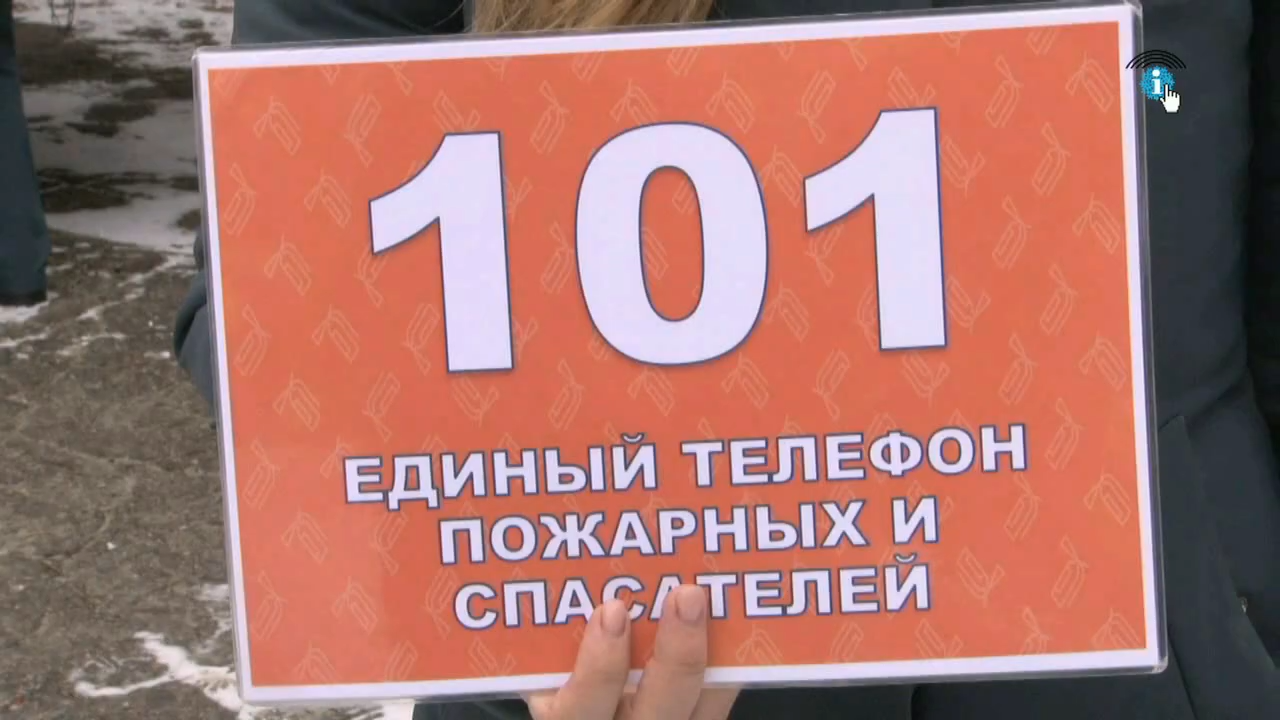 101
ЕДИНЫЙ ТЕЛЕФОН
ПОЖАРНЫХ И
СПАСАТЕЛЕЙ
i